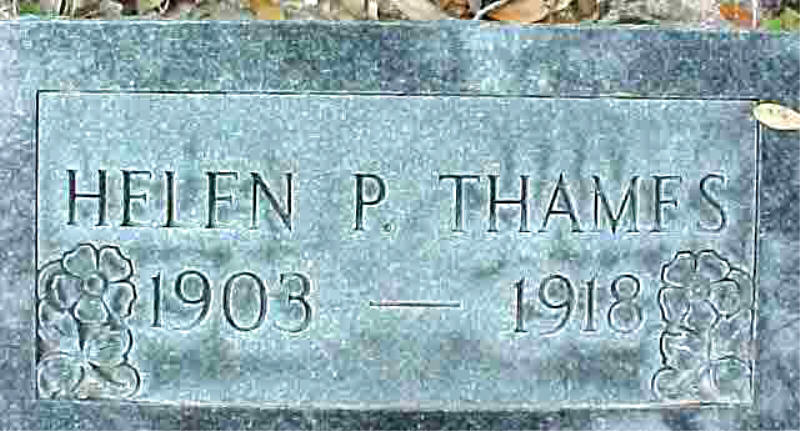 HELEN P. THAMES
1903 — 1918